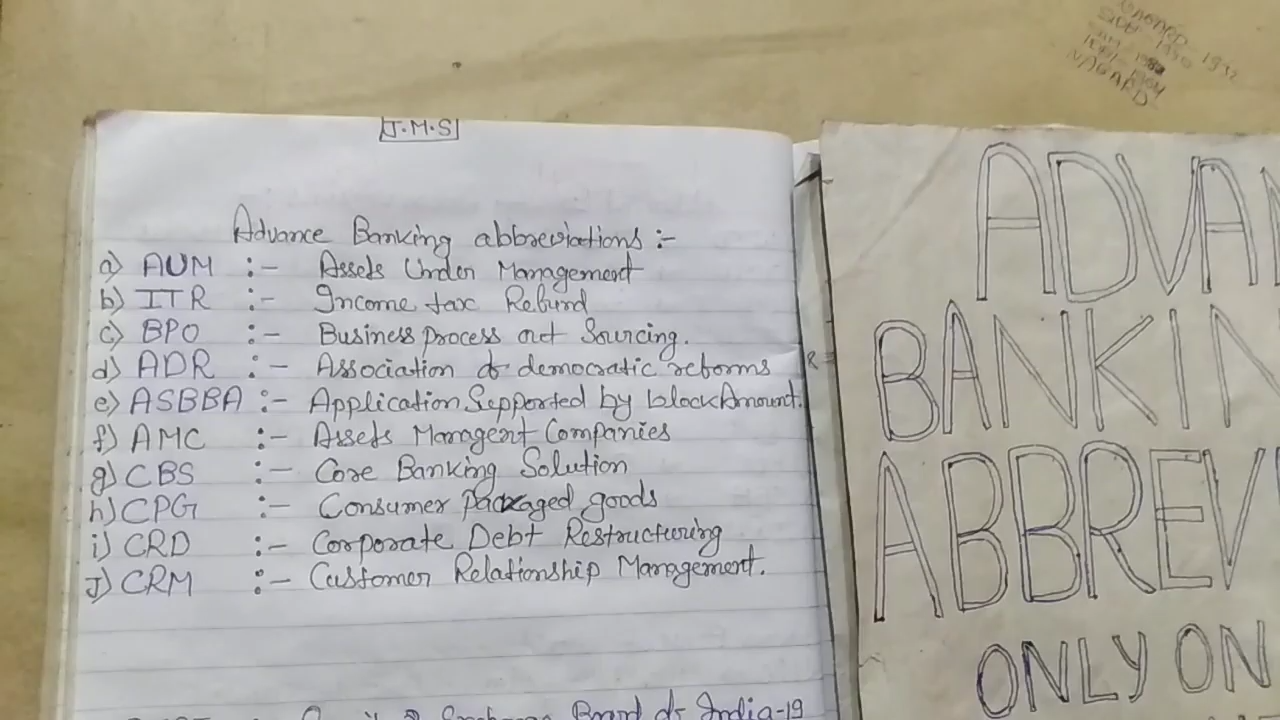 J.M.S
Advance Banking abbreviations :-
a) AUM :- Assets Under Management
b) ITR :- Income tax Refund
c) BPO :- Business process out Sourcing.
d) ADR :- Association of democratic reforms
e) ASBBA :- Application Supported by block Amount.
f) AMC :- Assets Managent Companies
g) CBS :- Core Banking Solution
h) CPG :- Consumer Packaged goods
i) CRD :- Corporate Debt Restructuring
J) CRM :- Customer Relationship Management.
Board of India-19
ADVAN
BANKIN
ABBREV
ONLY ON
NABARD